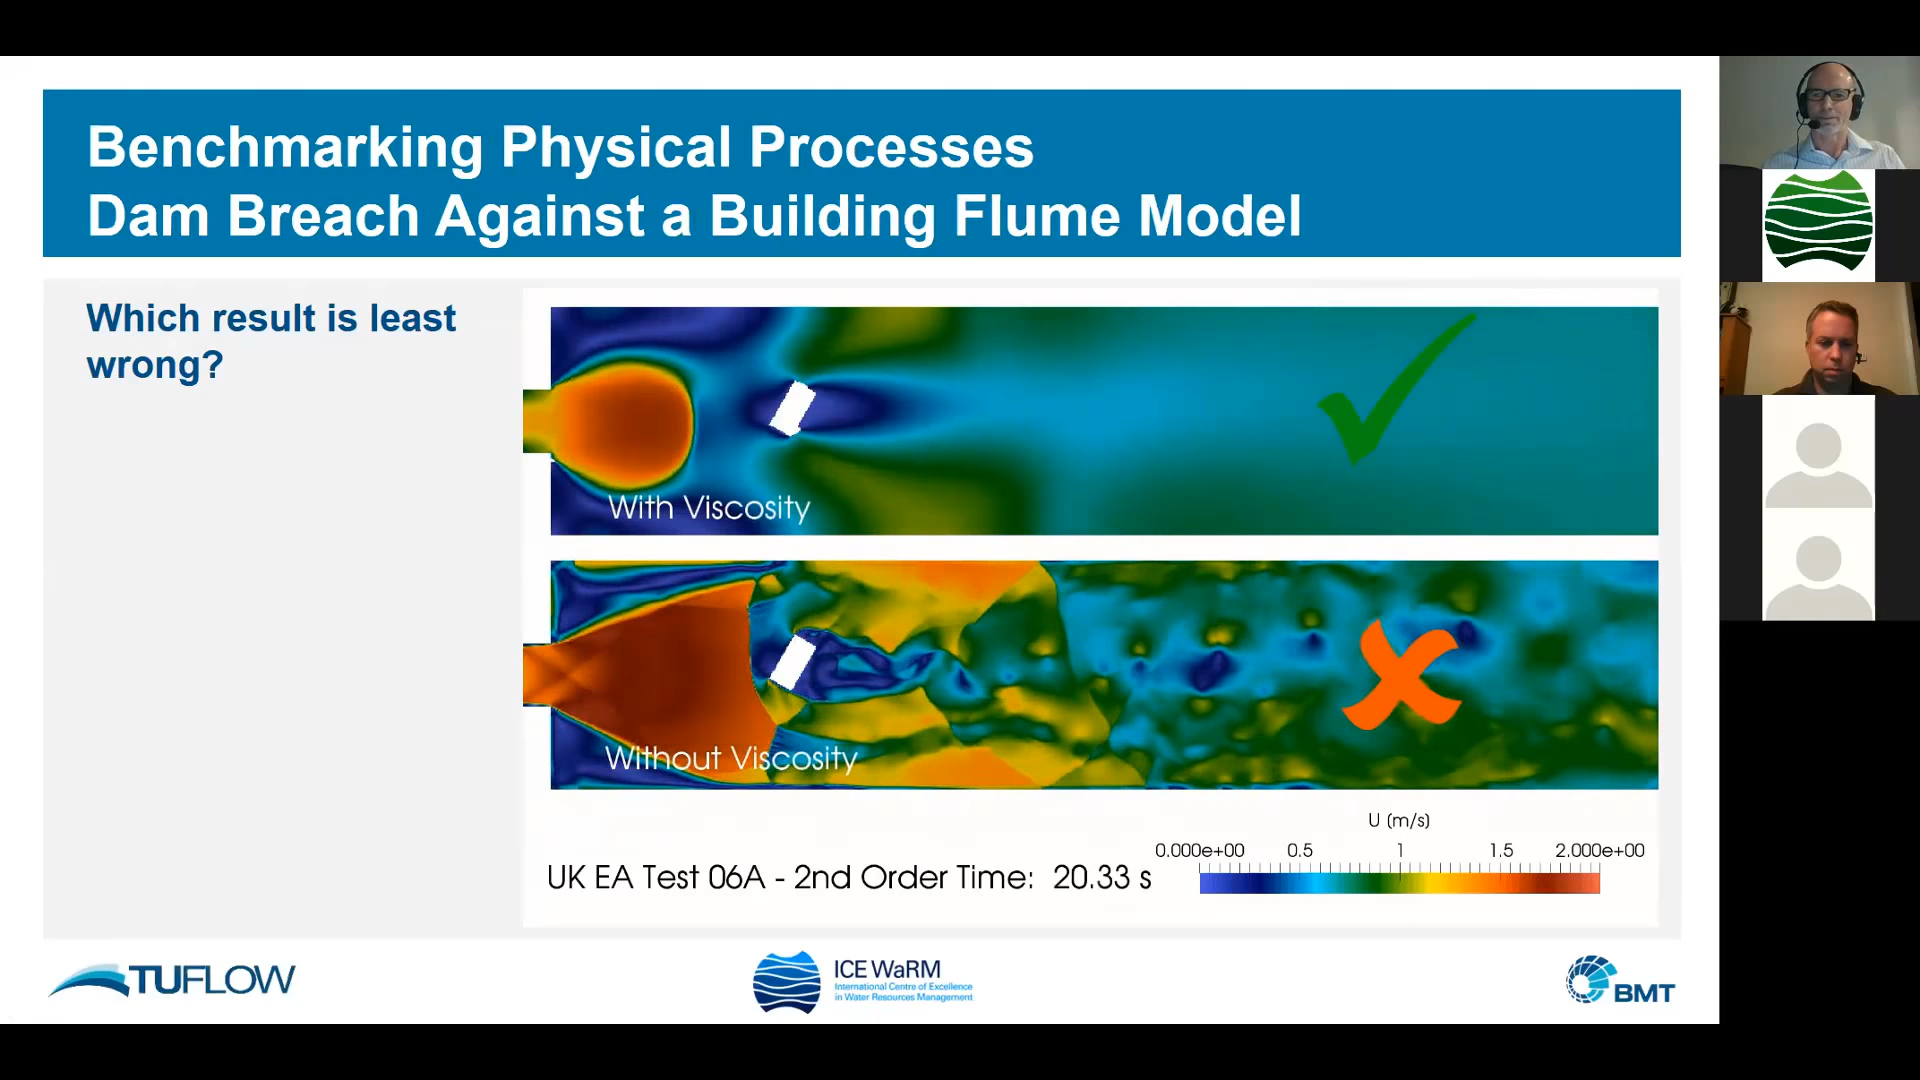 Benchmarking Physical Processes
Dam Breach Against a Building Flume Model
Which result is least
wrong?
With Viscosity
Without Viscosity
U (m/s)
0.000e+00 0.5 1 1.5 2.000e+00
UK EA Test 06A - 2nd Order Time: 20.33 s
TUFLOW
ICE WaRM
International Centre of Excellence
in Water Resources Management
BMT